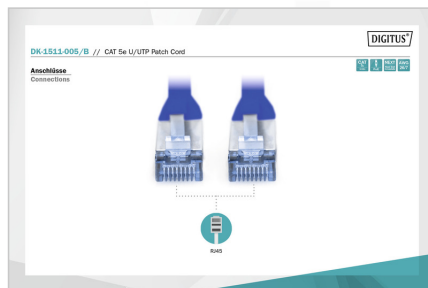 DIGITUS®
DK-1511-005/B // CAT 5e U/UTP Patch Cord
Anschlüsse
Connections
RJ45